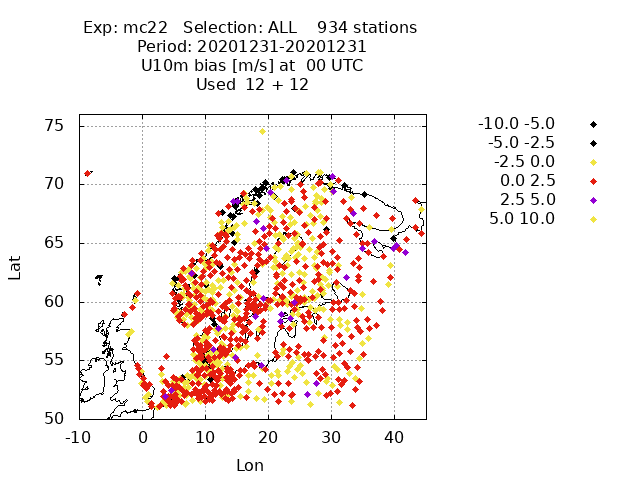 Exp: mc22 Selection: ALL 934 stations
Period: 20201231-20201231
U10m bias [m/s] at 00 UTC
Used 12 + 12
75
70
65
60
55
50
-10 0 10 20 30 40
Lat
Lon
-10.0 -5.0
-5.0 -2.5
-2.5 0.0
0.0 2.5
2.5 5.0
5.0 10.0